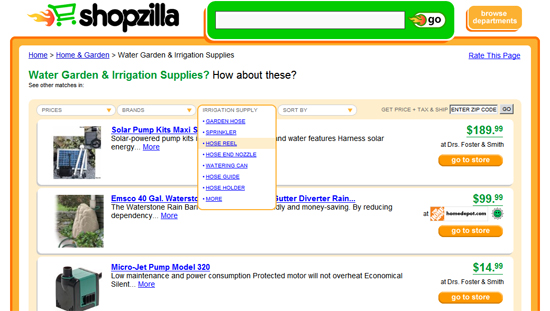 shopzilla
go
browse
departments
Home > Home & Garden > Water Garden & Irrigation Supplies
Rate This Page
Water Garden & Irrigation Supplies? How about these?
See other matches in:
PRICES
BRANDS
IRRIGATION SUPPLY
SORT BY
GET PRICE + TAX & SHIP
ENTER ZIP CODE
GO
GARDEN HOSE
SPRINKLER
HOSE REEL
HOSE END NOZZLE
WATERING CAN
HOSE GUIDE
HOSE HOLDER
MORE
Solar Pump Kits Maxi S
Solar-powered pump kits and water features Harness solar
energy... More
$189.99
at Drs. Foster & Smith
go to store
Emsco 40 Gal. Watersto Gutter Diverter Rain...
The Waterstone Rain Bar dly and money-saving. By reducing
dependency... More
$99.99
at homedepot.com
go to store
Micro-Jet Pump Model 320
Low maintenance and power consumption Protected motor will not overheat Economical
Silent... More
$14.99
at Drs. Foster & Smith
go to store